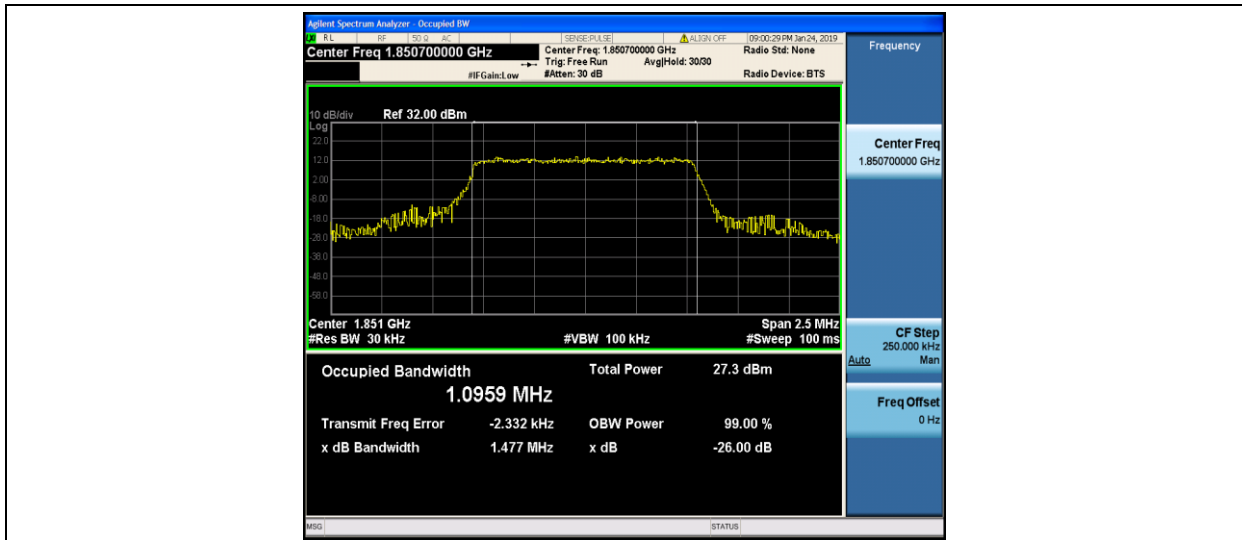 Agilent Spectrum Analyzer - Occupied BW
RL RF 50 Ω AC SENSE:PULSE ALIGN OFF 09:00:29 PM Jan 24, 2019
Center Freq 1.850700000 GHz Center Freq: 1.850700000 GHz Radio Std: None
Trig: Free Run Avg|Hold: 30/30
#IFGain:Low #Atten: 30 dB Radio Device: BTS
Frequency
10 dB/div Ref 32.00 dBm
Log
22.0
12.0
2.00
-8.00
-18.0
-28.0
-38.0
-48.0
-58.0
Center Freq
1.850700000 GHz
Center 1.851 GHz Span 2.5 MHz
#Res BW 30 kHz #VBW 100 kHz #Sweep 100 ms
CF Step
250.000 kHz
Auto Man
Occupied Bandwidth Total Power 27.3 dBm
1.0959 MHz
Transmit Freq Error -2.332 kHz OBW Power 99.00 %
x dB Bandwidth 1.477 MHz x dB -26.00 dB
Freq Offset
0 Hz
MSG STATUS